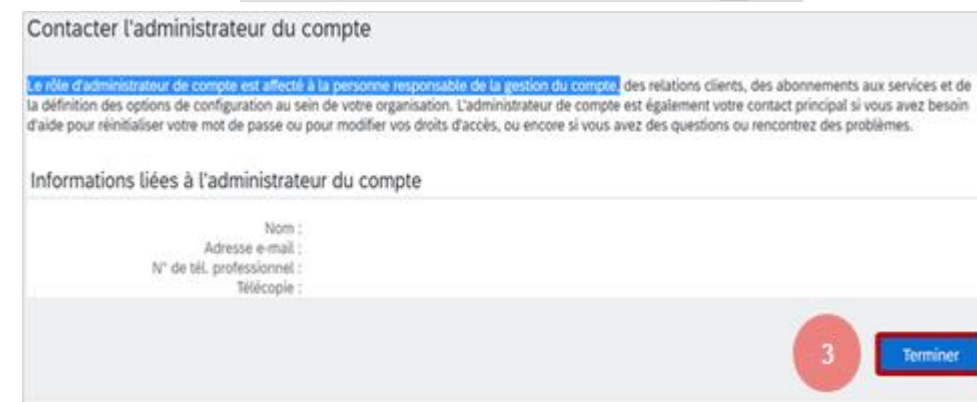 Contacter l'administrateur du compte
Le rôle d'administrateur de compte est affecté à la personne responsable de la gestion du compte, des relations clients, des abonnements aux services et de
la définition des options de configuration au sein de votre organisation. L'administrateur de compte est également votre contact principal si vous avez besoin
d'aide pour réinitialiser votre mot de passe ou pour modifier vos droits d'accès, ou encore si vous avez des questions ou rencontrez des problèmes.
Informations liées à l'administrateur du compte
Nom :
Adresse e-mail :
N° de tél. professionnel :
Télécopie :
3
Terminer